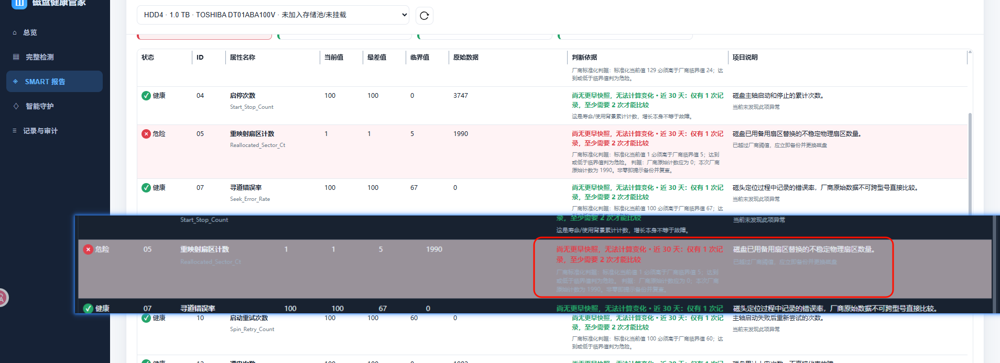 磁盘健康管家
总览
完整检测
SMART 报告
智能守护
记录与审计
HDD4 · 1.0 TB · TOSHIBA DT01ABA100V · 未加入存储池/未挂载
状态 ID 属性名称 当前值 最差值 临界值 原始数据 判断依据 项目说明
厂商标准化判据：标准化当前值 129 必须高于厂商临界值 24；达
到或低于临界值判为危险。
健康 04 启停次数 100 100 0 3747 尚无更早快照，无法计算变化 • 近 30 天：仅有 1 次记 磁盘主轴启动和停止的累计次数。
录，至少需要 2 次才能比较
Start_Stop_Count 当前未发现此项异常
这是寿命/使用背景累计计数，增长本身不等于故障。
危险 05 重映射扇区计数 1 1 5 1990 尚无更早快照，无法计算变化 • 近 30 天：仅有 1 次记 磁盘已用备用扇区替换的不稳定物理扇区数量。
录，至少需要 2 次才能比较
Reallocated_Sector_Ct 已越过厂商阈值，应立即备份并更换磁盘
厂商标准化判据：标准化当前值 1 必须高于厂商临界值 5；达到
或低于临界值判为危险。 判据：厂商原始计数应为 0；本次厂商
原始计数为 1990。非零即提示备份并复查。
健康 07 寻道错误率 100 100 67 0 尚无更早快照，无法计算变化 • 近 30 天：仅有 1 次记 磁头定位过程中记录的错误率，厂商原始数据不可跨型号直接比较。
录，至少需要 2 次才能比较
Seek_Error_Rate 当前未发现此项异常
厂商标准化判据：标准化当前值 100 必须高于厂商临界值 67；达
Start_Stop_Count 录，至少需要 2 次才能比较 当前未发现此项异常
这是寿命/使用背景累计计数，增长本身不等于故障。
危险 05 重映射扇区计数 1 1 5 1990 尚无更早快照，无法计算变化 • 近 30 天：仅有 1 次记 磁盘已用备用扇区替换的不稳定物理扇区数量。
录，至少需要 2 次才能比较
Reallocated_Sector_Ct 已越过厂商阈值，应立即备份并更换磁盘
厂商标准化判据：标准化当前值 1 必须高于厂商临界值 5；达到
或低于临界值判为危险。 判据：厂商原始计数应为 0；本次厂商
原始计数为 1990。非零即提示备份并复查。
健康 07 寻道错误率 100 100 67 0 尚无更早快照，无法计算变化 • 近 30 天：仅有 1 次记 磁头定位过程中记录的错误率，厂商原始数据不可跨型号直接比较。
健康 10 启动重试次数 100 100 60 0 尚无更早快照，无法计算变化 • 近 30 天：仅有 1 次记 主轴启动失败后重新尝试的次数。
录，至少需要 2 次才能比较
Spin_Retry_Count 当前未发现此项异常
厂商标准化判据：标准化当前值 100 必须高于厂商临界值 60；达
到或低于临界值判为危险。